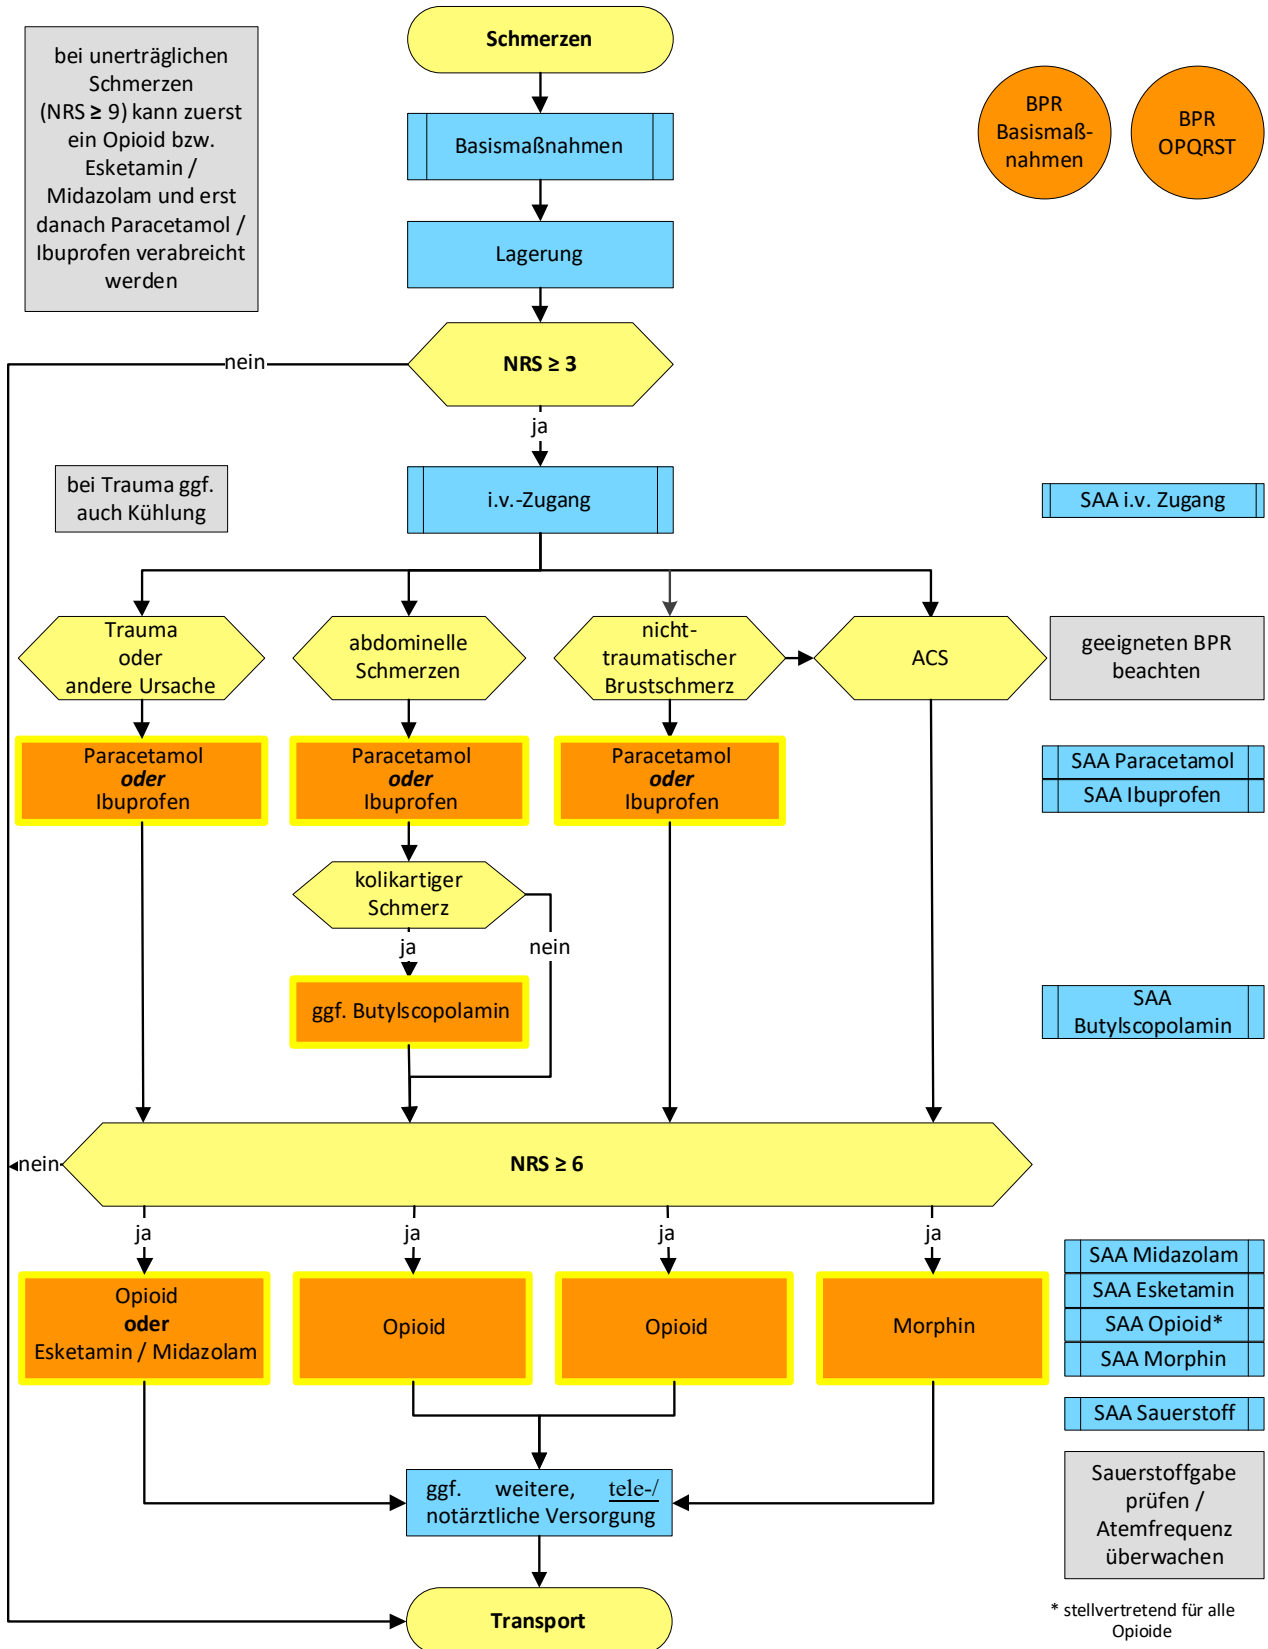 bei unerträglichen
Schmerzen
(NRS ≥ 9) kann zuerst
ein Opioid bzw.
Esketamin /
Midazolam und erst
danach Paracetamol /
Ibuprofen verabreicht
werden
Schmerzen
BPR
Basismaß-
nahmen
BPR
OPQRST
Basismaßnahmen
Lagerung
NRS ≥ 3
nein
ja
bei Trauma ggf.
auch Kühlung
i.v.-Zugang
SAA i.v. Zugang
Trauma
oder
andere Ursache
abdominelle
Schmerzen
nicht-
traumatischer
Brustschmerz
ACS
geeigneten BPR
beachten
Paracetamol
oder
Ibuprofen
Paracetamol
oder
Ibuprofen
Paracetamol
oder
Ibuprofen
SAA Paracetamol
SAA Ibuprofen
kolikartiger
Schmerz
ja
nein
ggf. Butylscopolamin
SAA
Butylscopolamin
nein
NRS ≥ 6
ja
ja
ja
ja
Opioid
oder
Esketamin / Midazolam
Opioid
Opioid
Morphin
SAA Midazolam
SAA Esketamin
SAA Opioid*
SAA Morphin
SAA Sauerstoff
ggf. weitere, tele-/
notärztliche Versorgung
Sauerstoffgabe
prüfen /
Atemfrequenz
überwachen
Transport
* stellvertretend für alle
Opioide